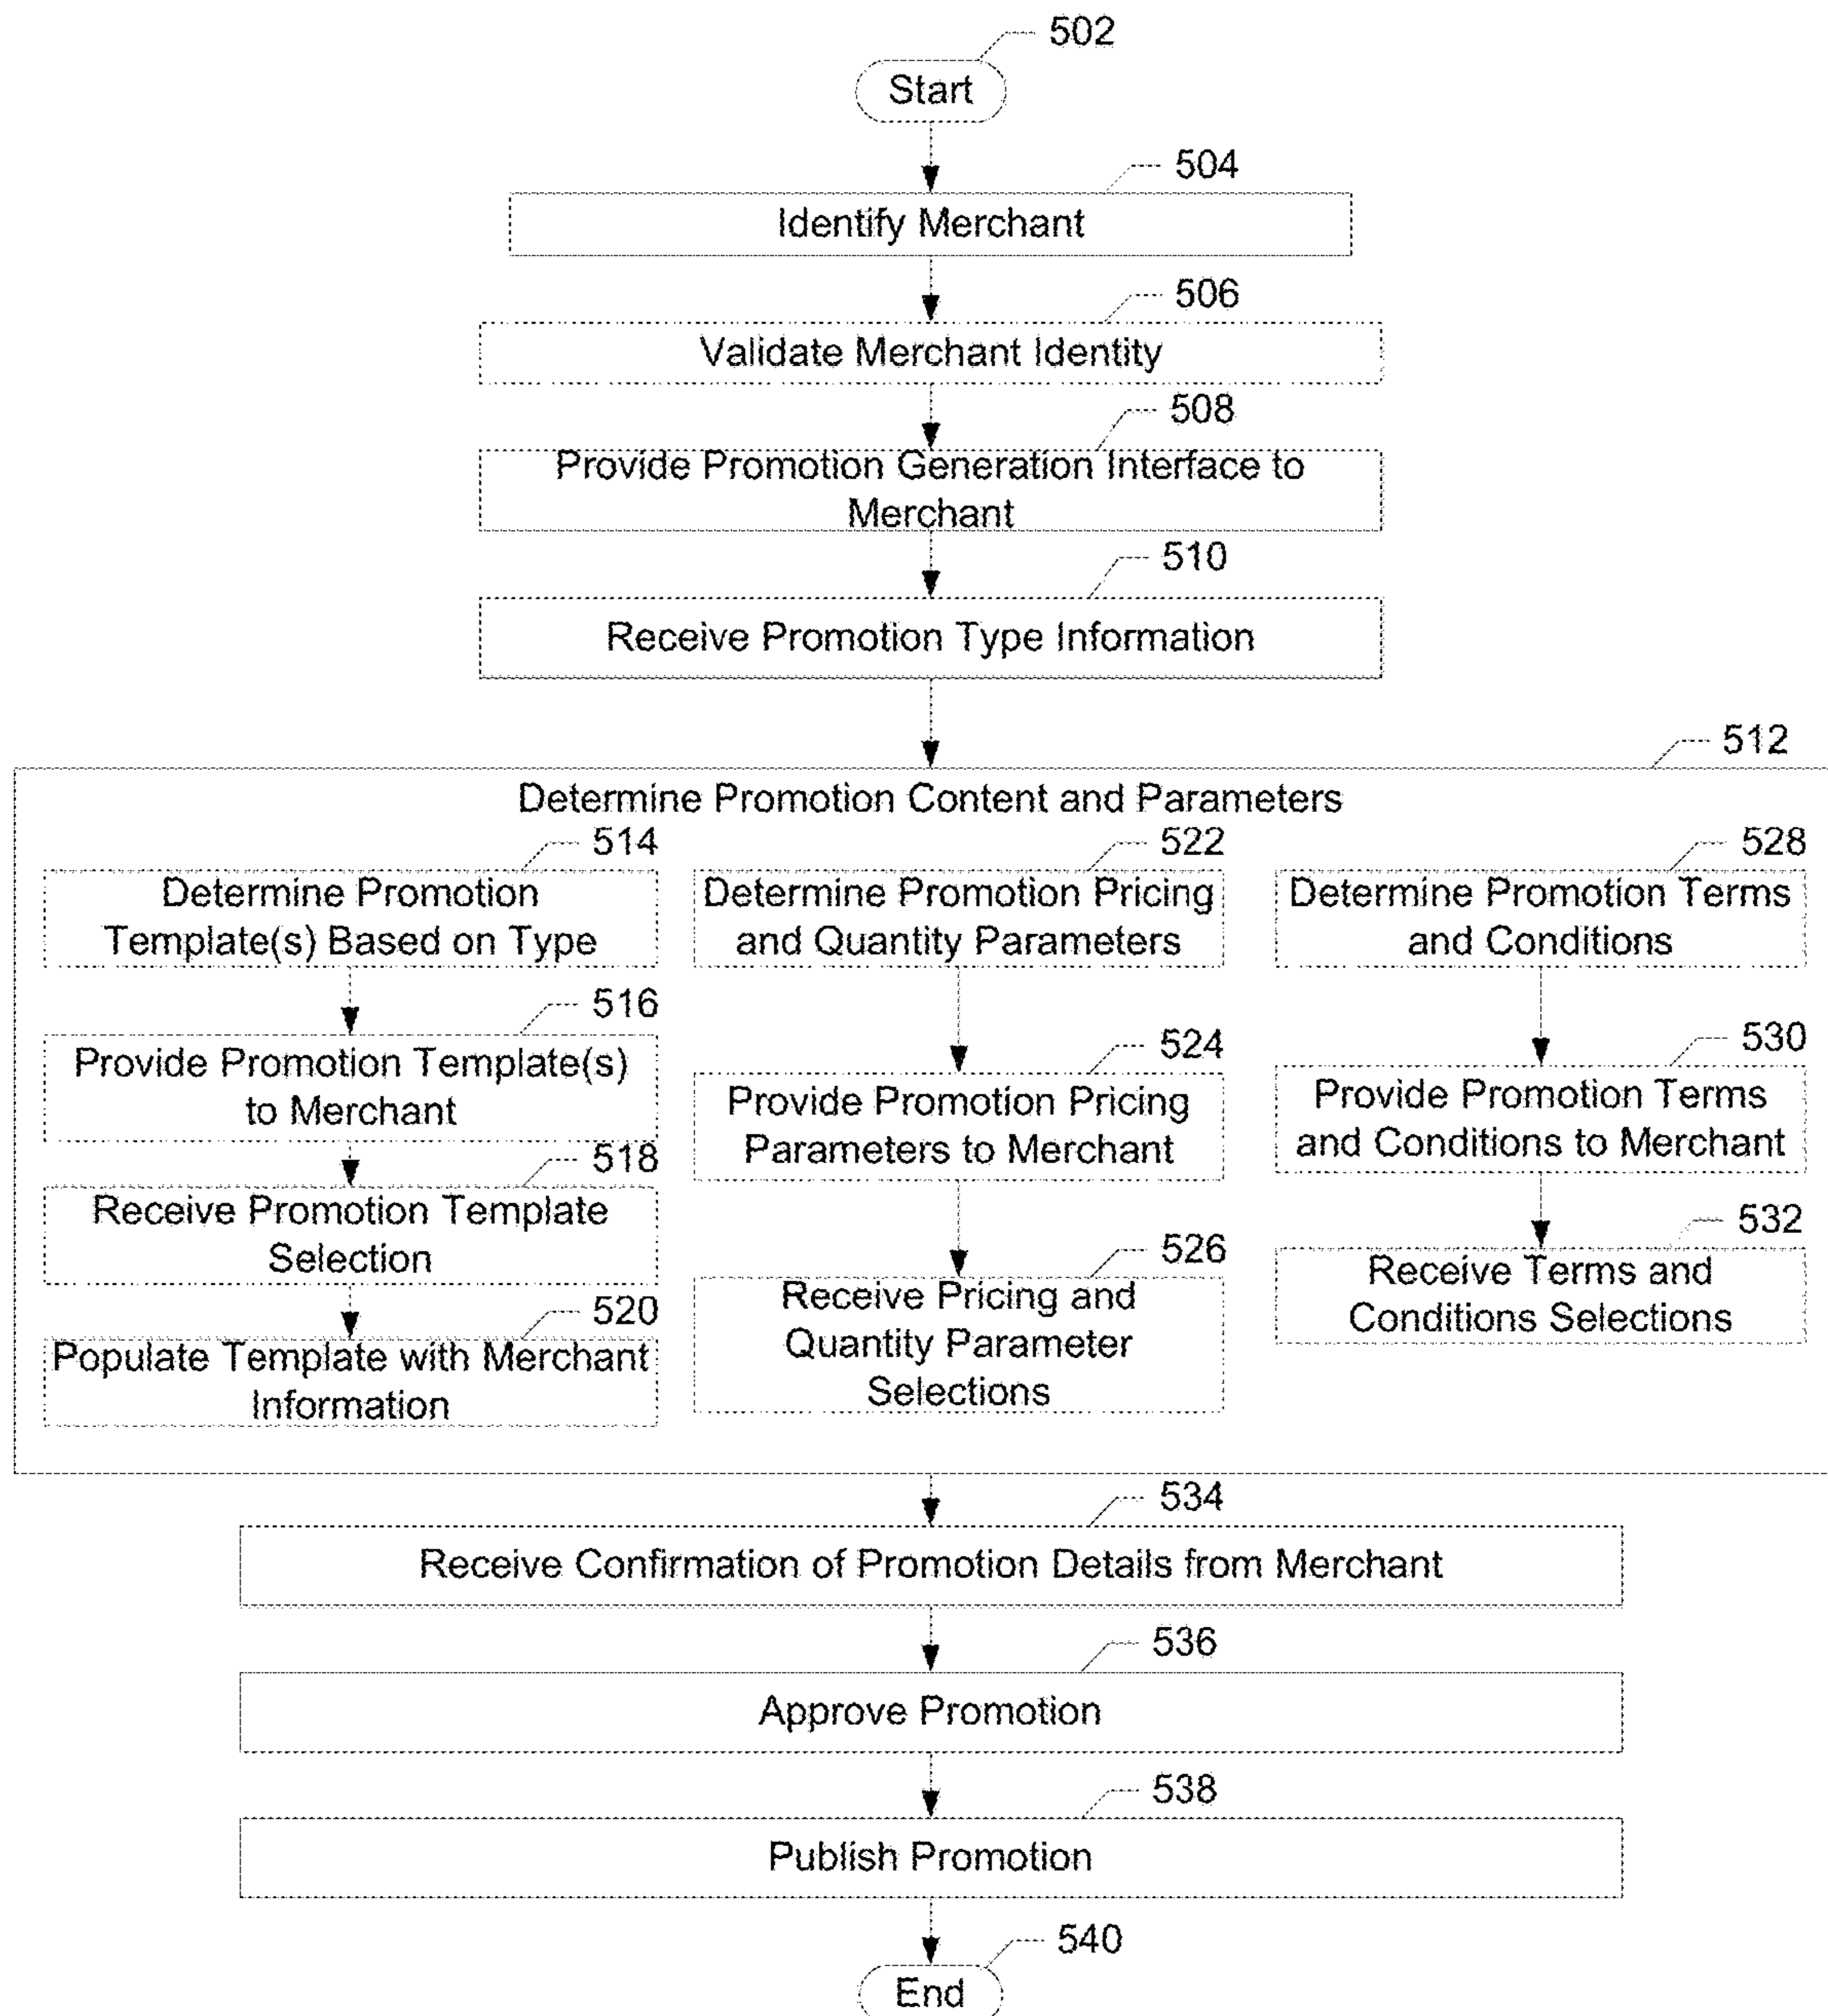 502
Start
504
Identify Merchant
506
Validate Merchant Identity
508
Provide Promotion Generation Interface to
Merchant
510
Receive Promotion Type Information
512
Determine Promotion Content and Parameters
514
Determine Promotion
Template(s) Based on Type
516
Provide Promotion Template(s)
to Merchant
518
Receive Promotion Template
Selection
520
Populate Template with Merchant
Information
522
Determine Promotion Pricing
and Quantity Parameters
524
Provide Promotion Pricing
Parameters to Merchant
526
Receive Pricing and
Quantity Parameter
Selections
528
Determine Promotion Terms
and Conditions
530
Provide Promotion Terms
and Conditions to Merchant
532
Receive Terms and
Conditions Selections
534
Receive Confirmation of Promotion Details from Merchant
536
Approve Promotion
538
Publish Promotion
540
End